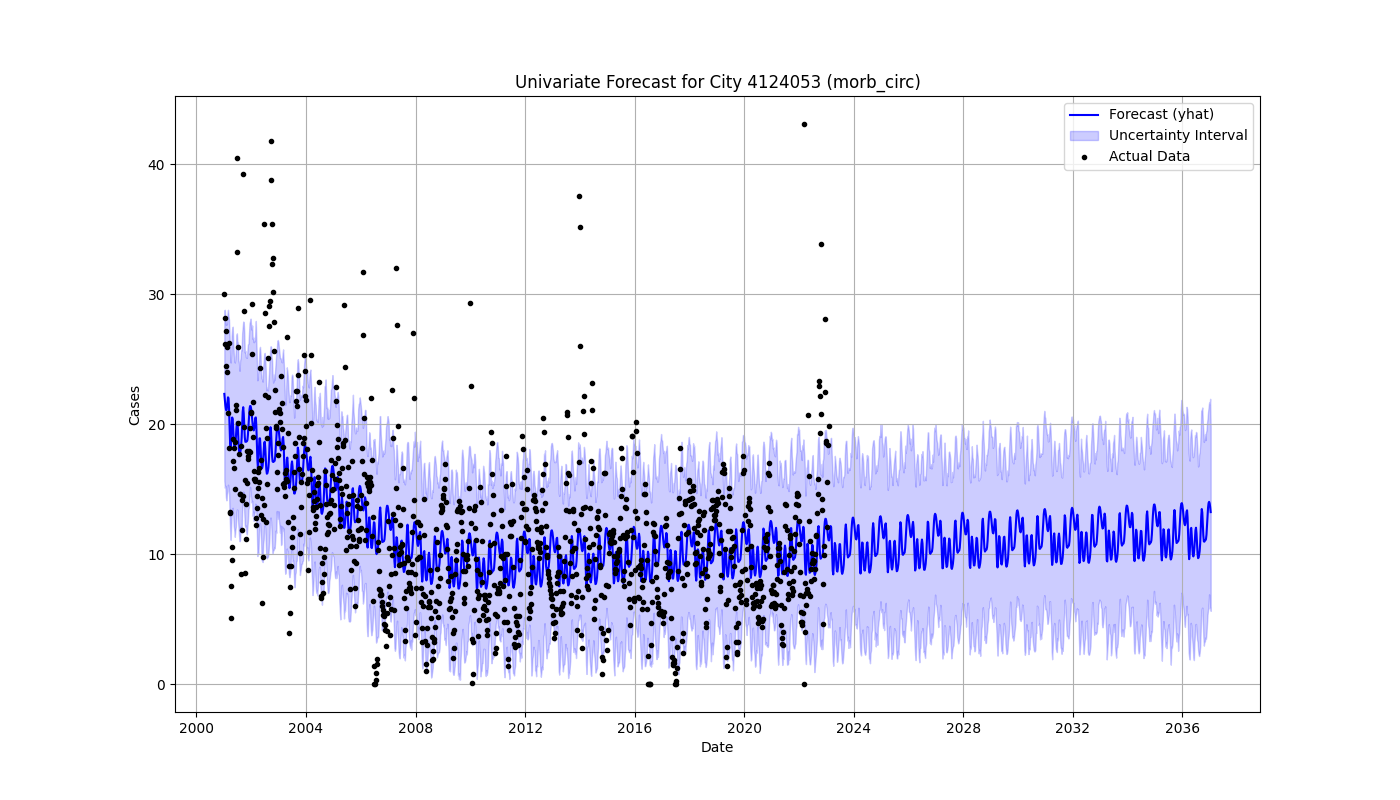 Univariate Forecast for City 4124053 (morb_circ)
Forecast (yhat)
Uncertainty Interval
Actual Data
Cases
40
30
20
10
0
2000 2004 2008 2012 2016 2020 2024 2028 2032 2036
Date